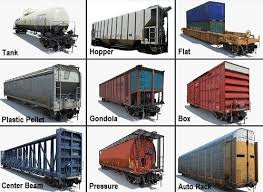 Tank
Hopper
Flat
Plastic Pellet
Gondola
Box
Center Beam
Pressure
Auto Rack